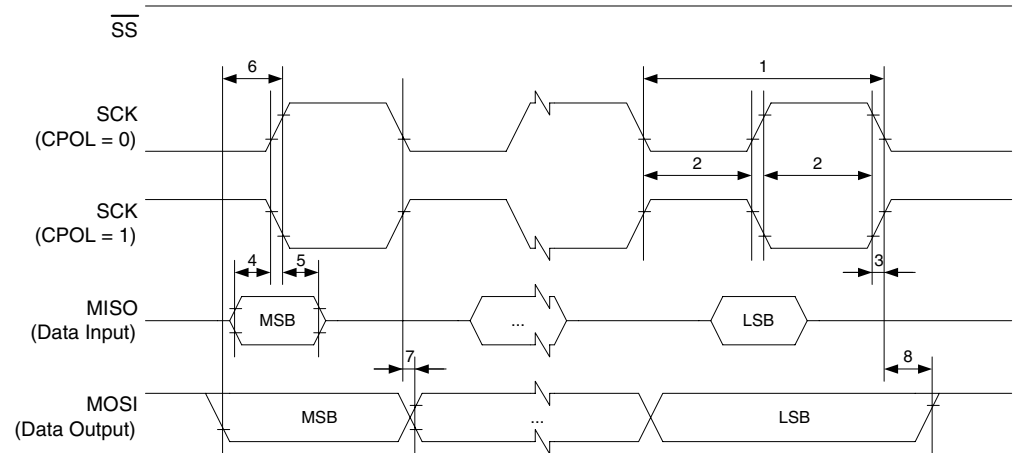 SS
6
1
SCK
(CPOL = 0)
2
2
SCK
(CPOL = 1)
4
5
3
MISO
(Data Input)
MSB
...
LSB
7
8
MOSI
(Data Output)
MSB
...
LSB